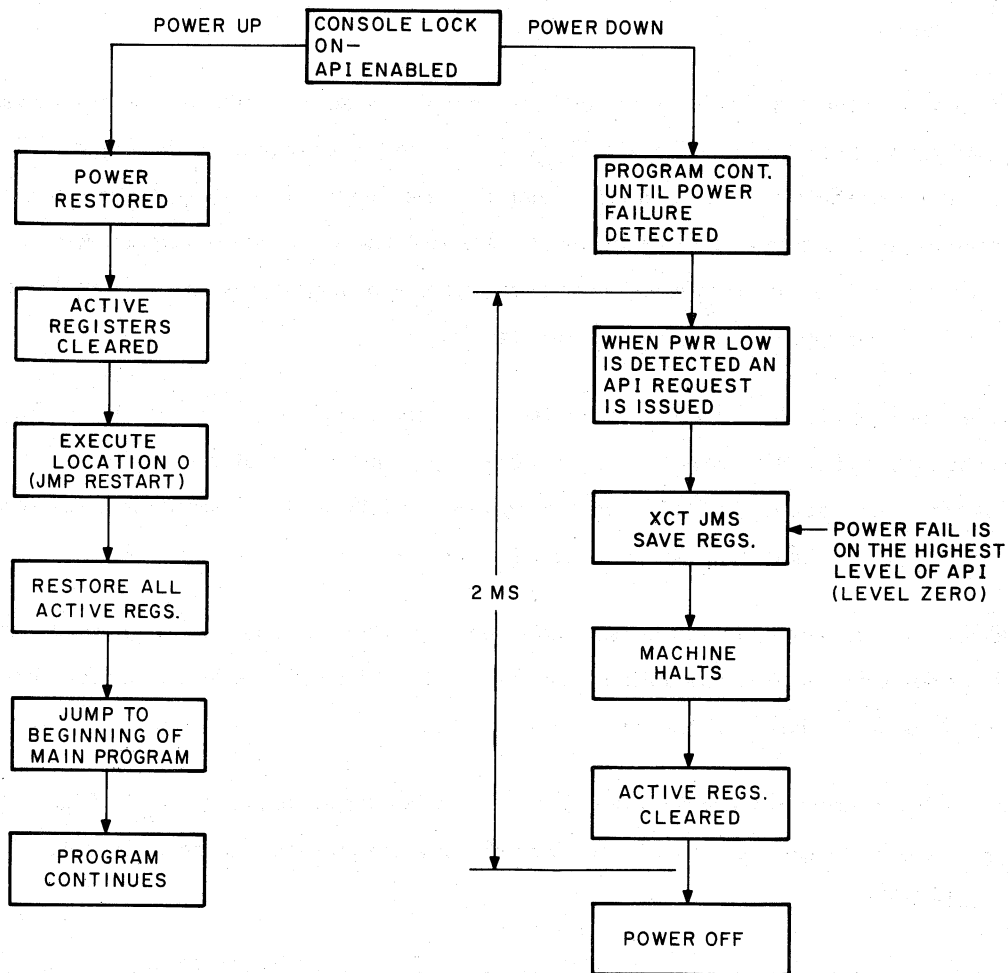 POWER UP
CONSOLE LOCK
ON—
API ENABLED
POWER DOWN
POWER
RESTORED
ACTIVE
REGISTERS
CLEARED
EXECUTE
LOCATION 0
(JMP RESTART)
RESTORE ALL
ACTIVE REGS.
JUMP TO
BEGINNING OF
MAIN PROGRAM
PROGRAM
CONTINUES
PROGRAM CONT.
UNTIL POWER
FAILURE
DETECTED
WHEN PWR LOW
IS DETECTED AN
API REQUEST
IS ISSUED
XCT JMS
SAVE REGS.
POWER FAIL IS
ON THE HIGHEST
LEVEL OF API
(LEVEL ZERO)
2 MS
MACHINE
HALTS
ACTIVE REGS.
CLEARED
POWER OFF